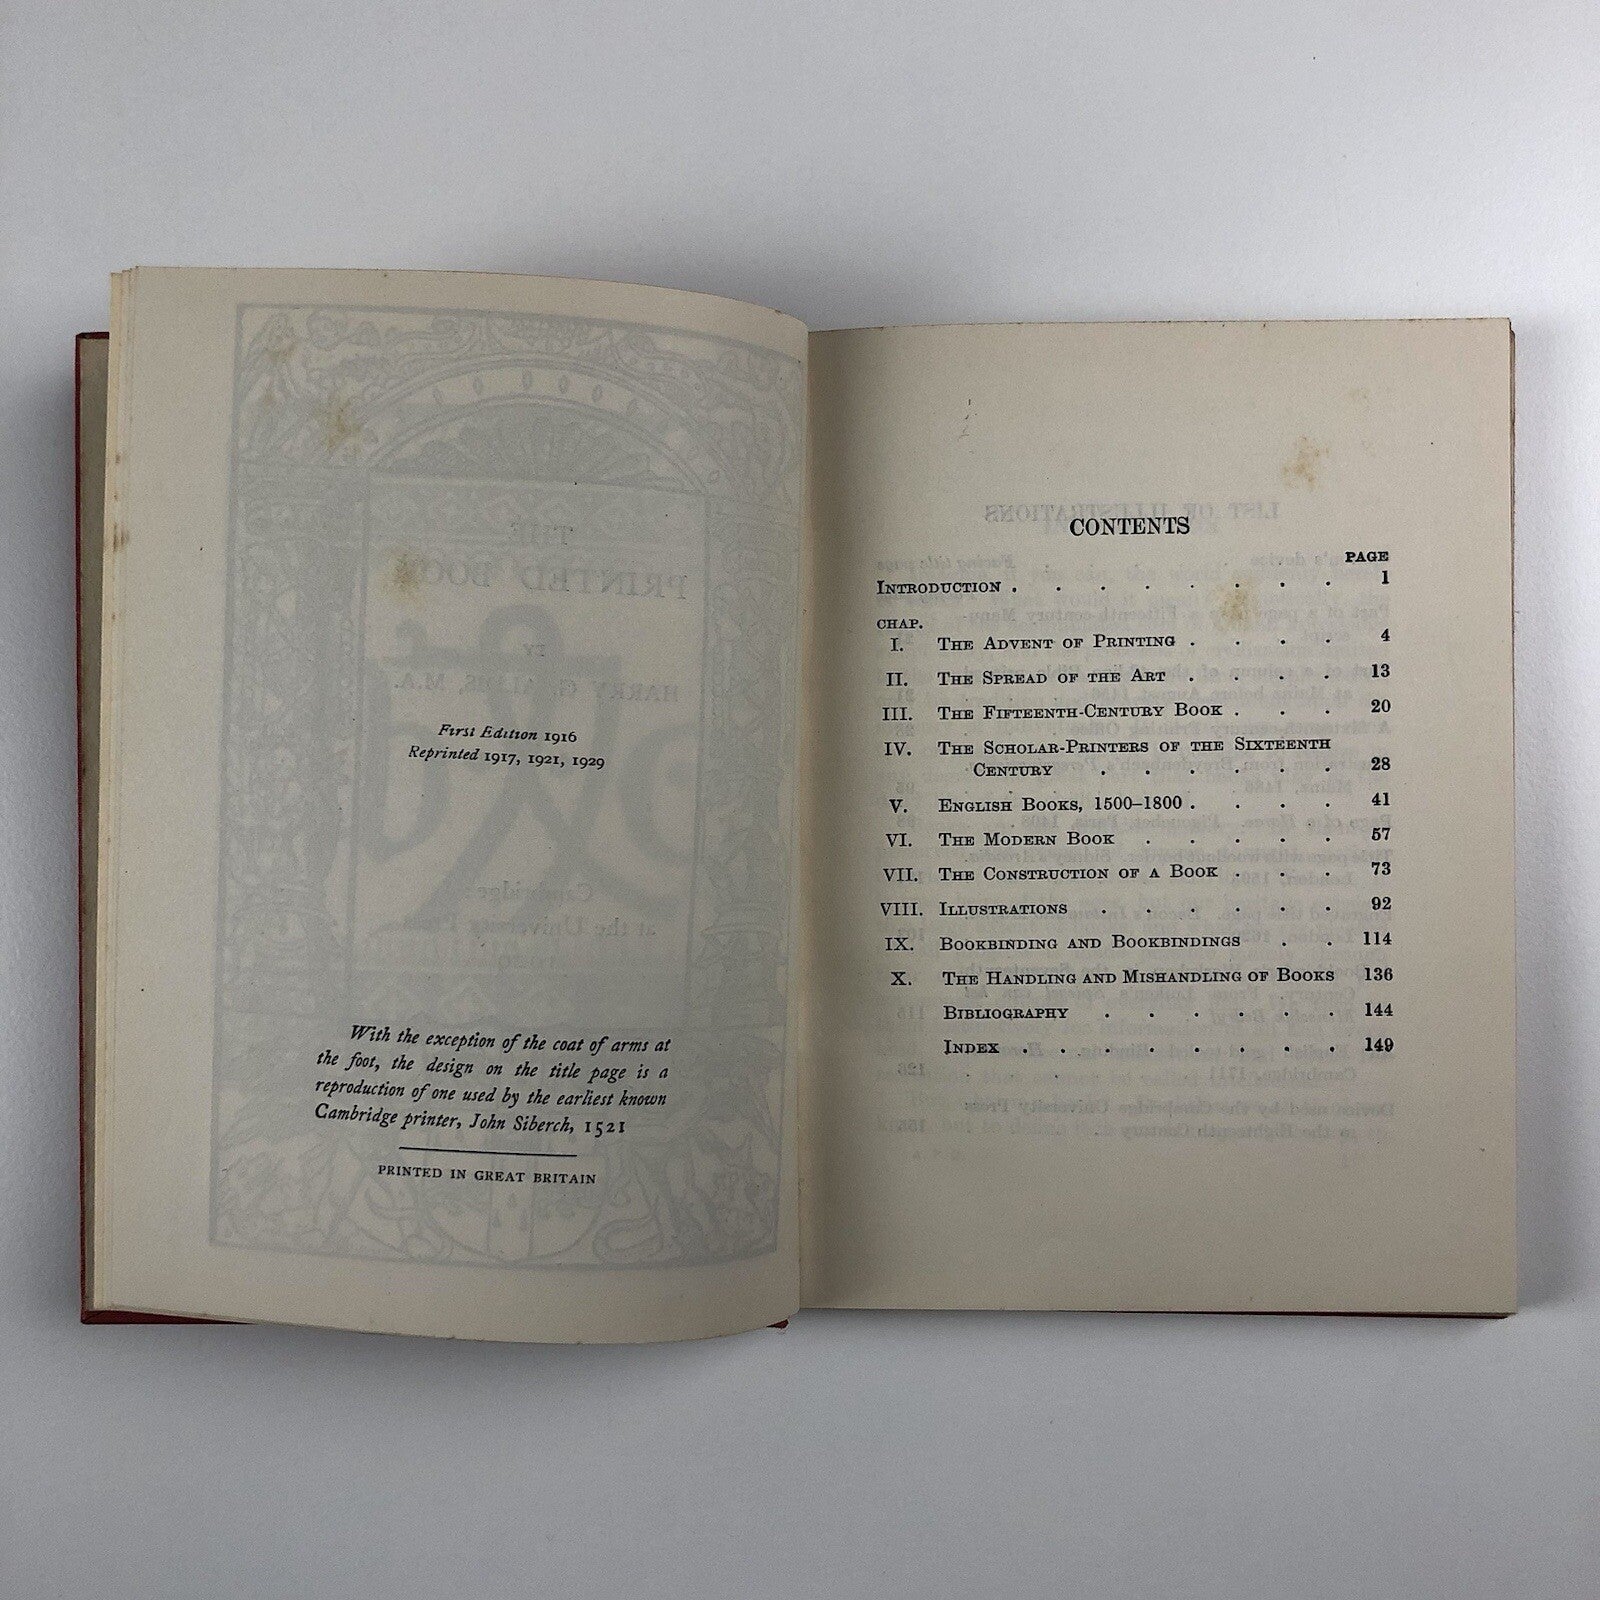 First Edition 1916
Reprinted 1917, 1921, 1929
With the exception of the coat of arms at
the foot, the design on the title page is a
reproduction of one used by the earliest known
Cambridge printer, John Siberch, 1521
PRINTED IN GREAT BRITAIN
CONTENTS
PAGE
INTRODUCTION . . . . . . . . 1
CHAP.
I. THE ADVENT OF PRINTING . . . . 4
II. THE SPREAD OF THE ART . . . . 13
III. THE FIFTEENTH-CENTURY BOOK . . . 20
IV. THE SCHOLAR-PRINTERS OF THE SIXTEENTH
CENTURY . . . . . . 28
V. ENGLISH BOOKS, 1500–1800 . . . . 41
VI. THE MODERN BOOK . . . . . 57
VII. THE CONSTRUCTION OF A BOOK . . . 73
VIII. ILLUSTRATIONS . . . . . . 92
IX. BOOKBINDING AND BOOKBINDINGS . . 114
X. THE HANDLING AND MISHANDLING OF BOOKS 136
BIBLIOGRAPHY . . . . . . 144
INDEX . . . . . . . . 149